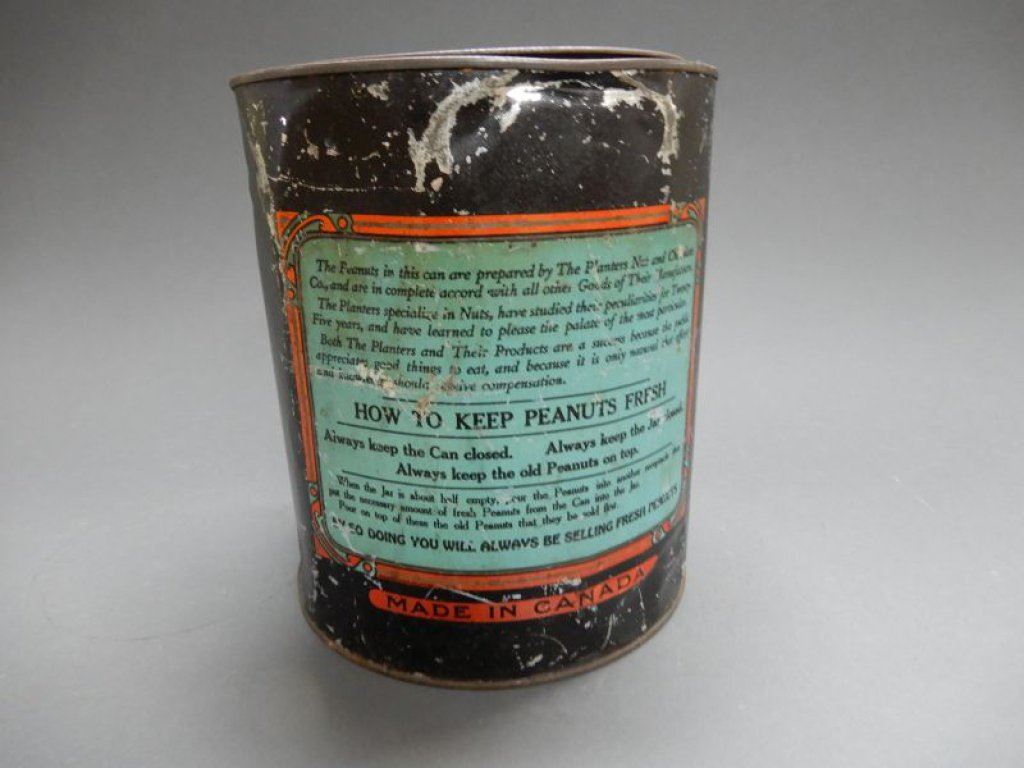 The Peanuts in this can are prepared by The Planters Nut and
Co., and are in complete accord with all other Goods of Their
The Planters specialize in Nuts, have studied their peculiarities for Twenty
Five years, and have learned to please the palate of the most particular.
Both The Planters and Their Products are a success because the
appreciate good things to eat, and because it is only natural that
and should receive compensation.
HOW TO KEEP PEANUTS FRESH
Always keep the Can closed. Always keep the Jar closed.
Always keep the old Peanuts on top.
When the Jar is about half empty, pour the Peanuts into another
put the necessary amount of fresh Peanuts from the Can into the Jar.
Pour on top of these the old Peanuts that they be sold first.
BY SO DOING YOU WILL ALWAYS BE SELLING FRESH PEANUTS
MADE IN CANADA